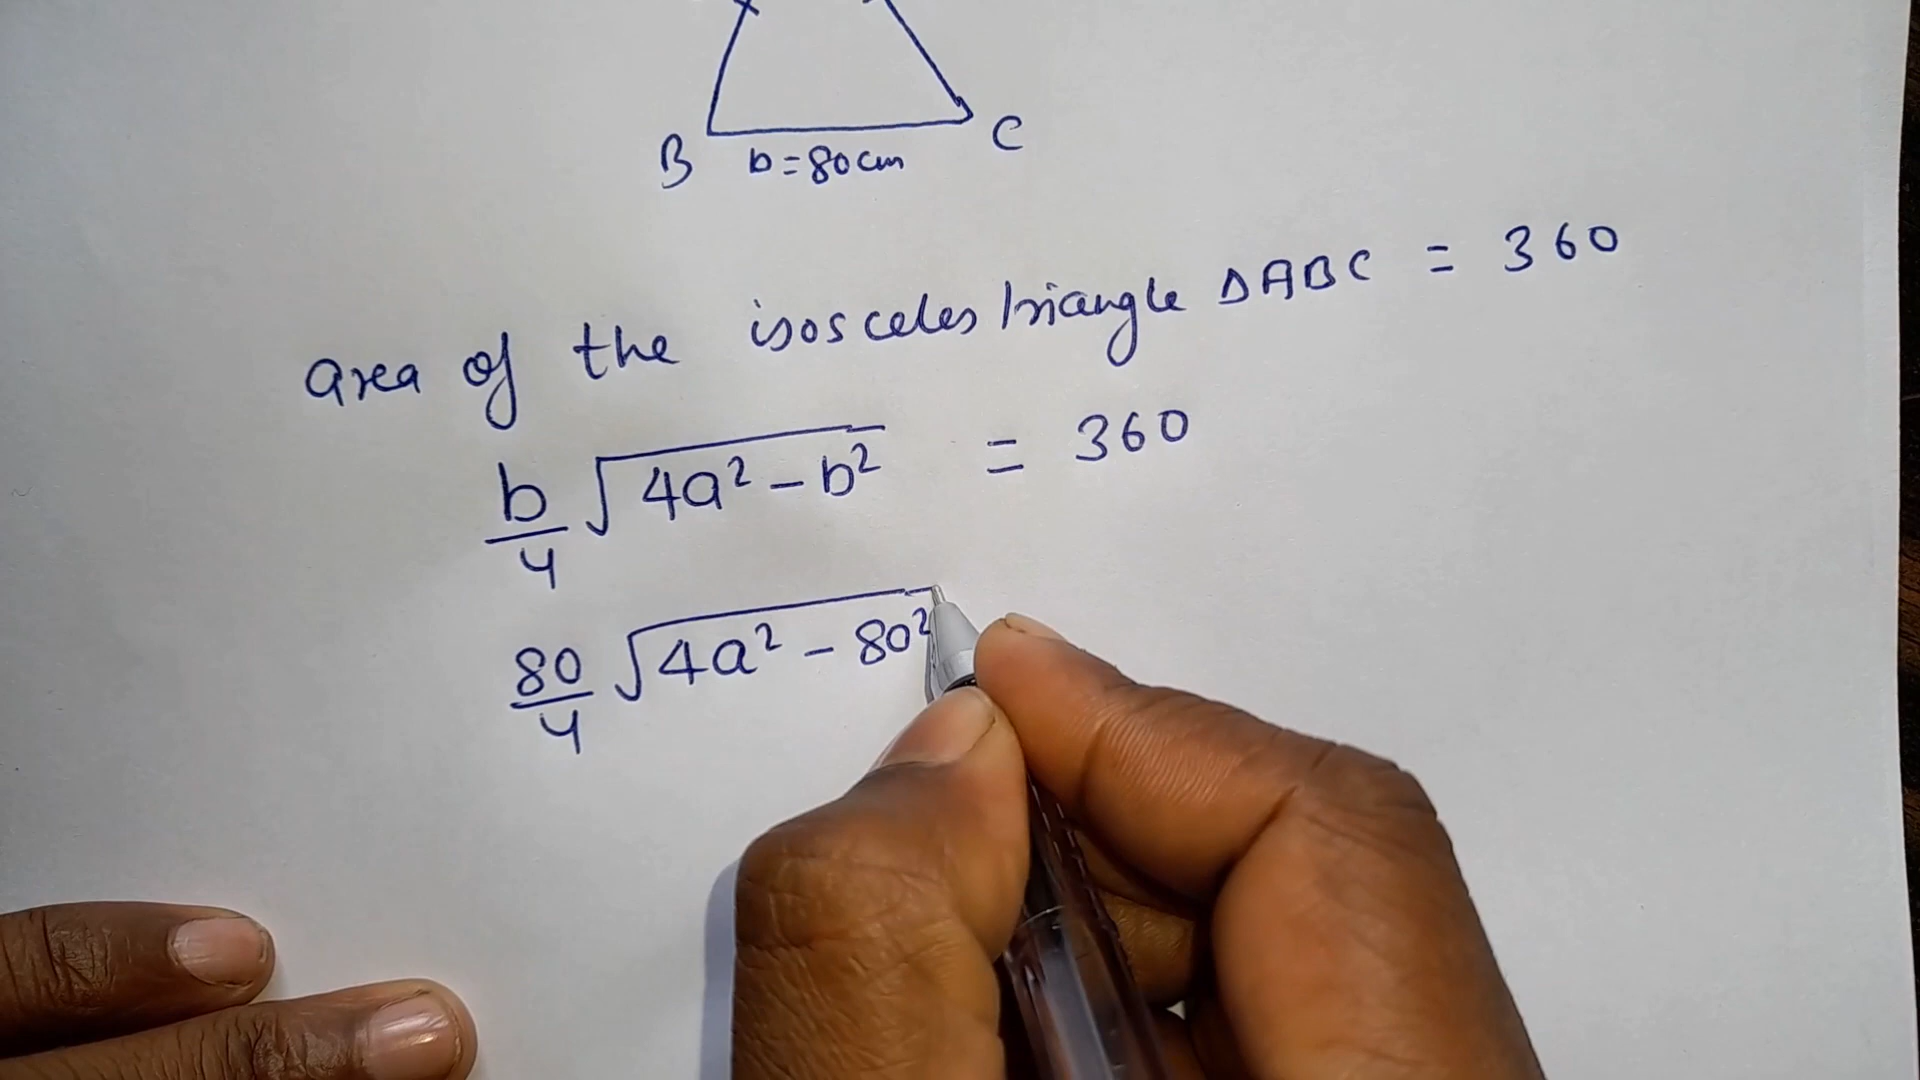 B b=80cm C
area of the isosceles triangle ΔABC = 360
b/4 √(4a² - b²) = 360
80/4 √(4a² - 80²